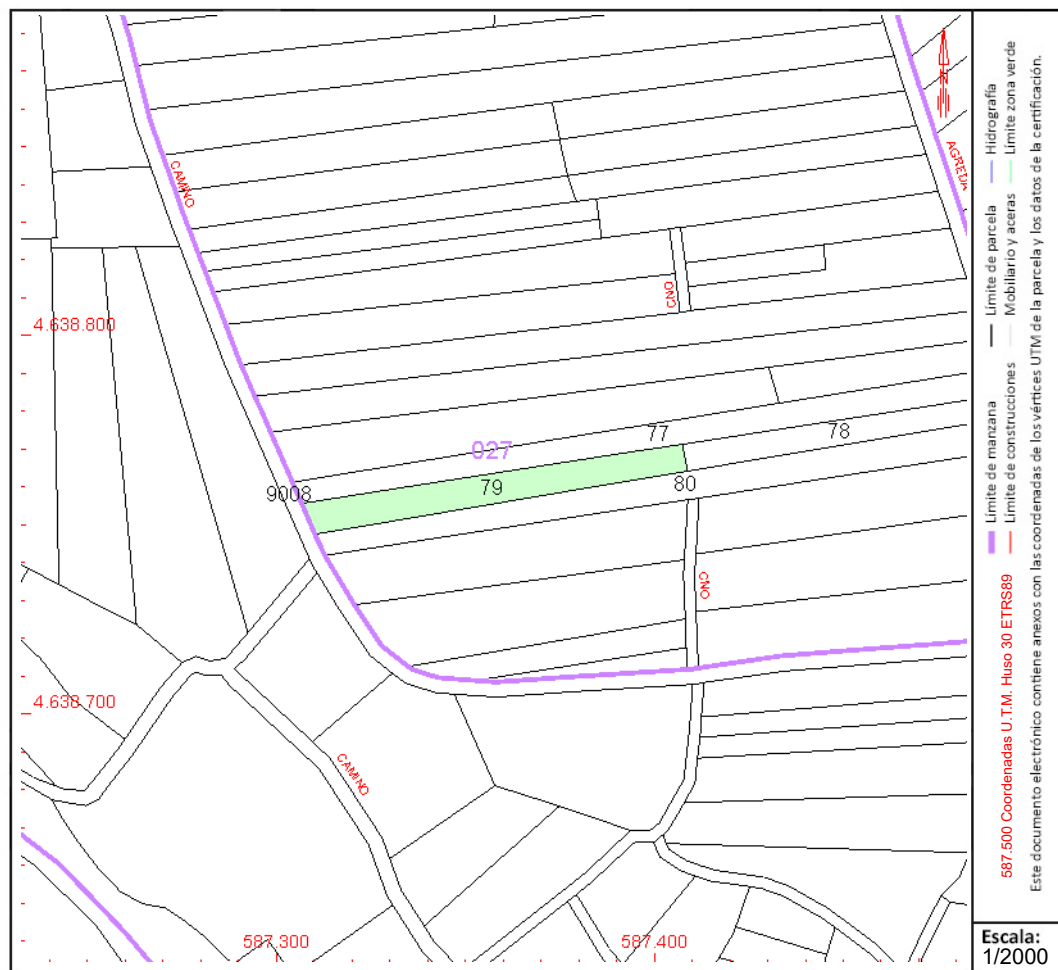 CAMINO
AGREDA
4.638.800
CNO
027
77
78
9008
79
80
CNO
4.638.700
CAMINO
587.300
587.400
N
Límite de manzana
Límite de parcela
Hidrografía
Límite de construcciones
Mobiliario y aceras
Límite zona verde
587.500 Coordenadas U.T.M. Huso 30 ETRS89
Este documento electrónico contiene anexos con las coordenadas de los vértices UTM de la parcela y los datos de la certificación.
Escala:
1/2000